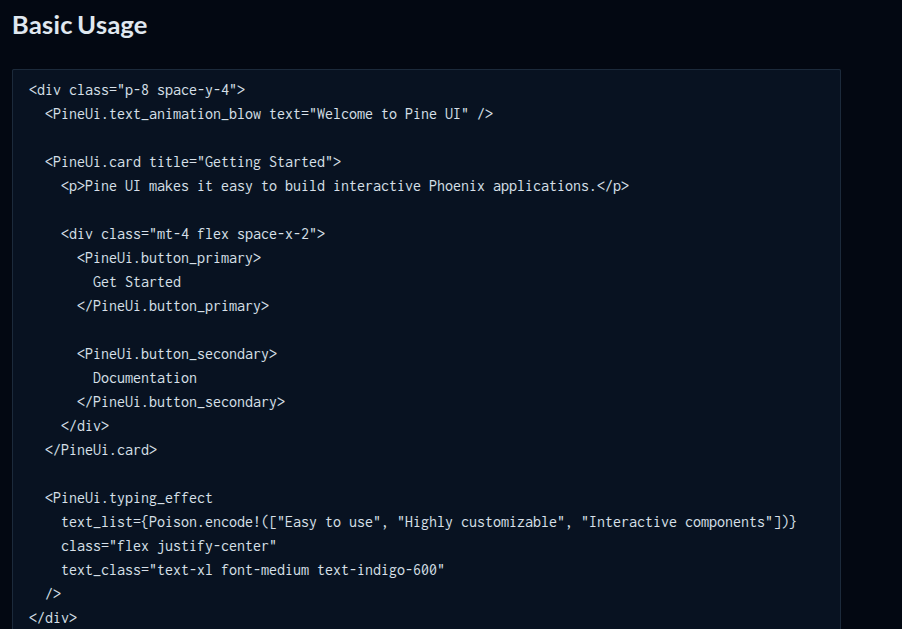 Basic Usage
<div class="p-8 space-y-4">
  <PineUi.text_animation_blow text="Welcome to Pine UI" />

  <PineUi.card title="Getting Started">
    <p>Pine UI makes it easy to build interactive Phoenix applications.</p>

    <div class="mt-4 flex space-x-2">
      <PineUi.button_primary>
        Get Started
      </PineUi.button_primary>

      <PineUi.button_secondary>
        Documentation
      </PineUi.button_secondary>
    </div>
  </PineUi.card>

  <PineUi.typing_effect
    text_list={Poison.encode!(["Easy to use", "Highly customizable", "Interactive components"])}
    class="flex justify-center"
    text_class="text-xl font-medium text-indigo-600"
  />
</div>